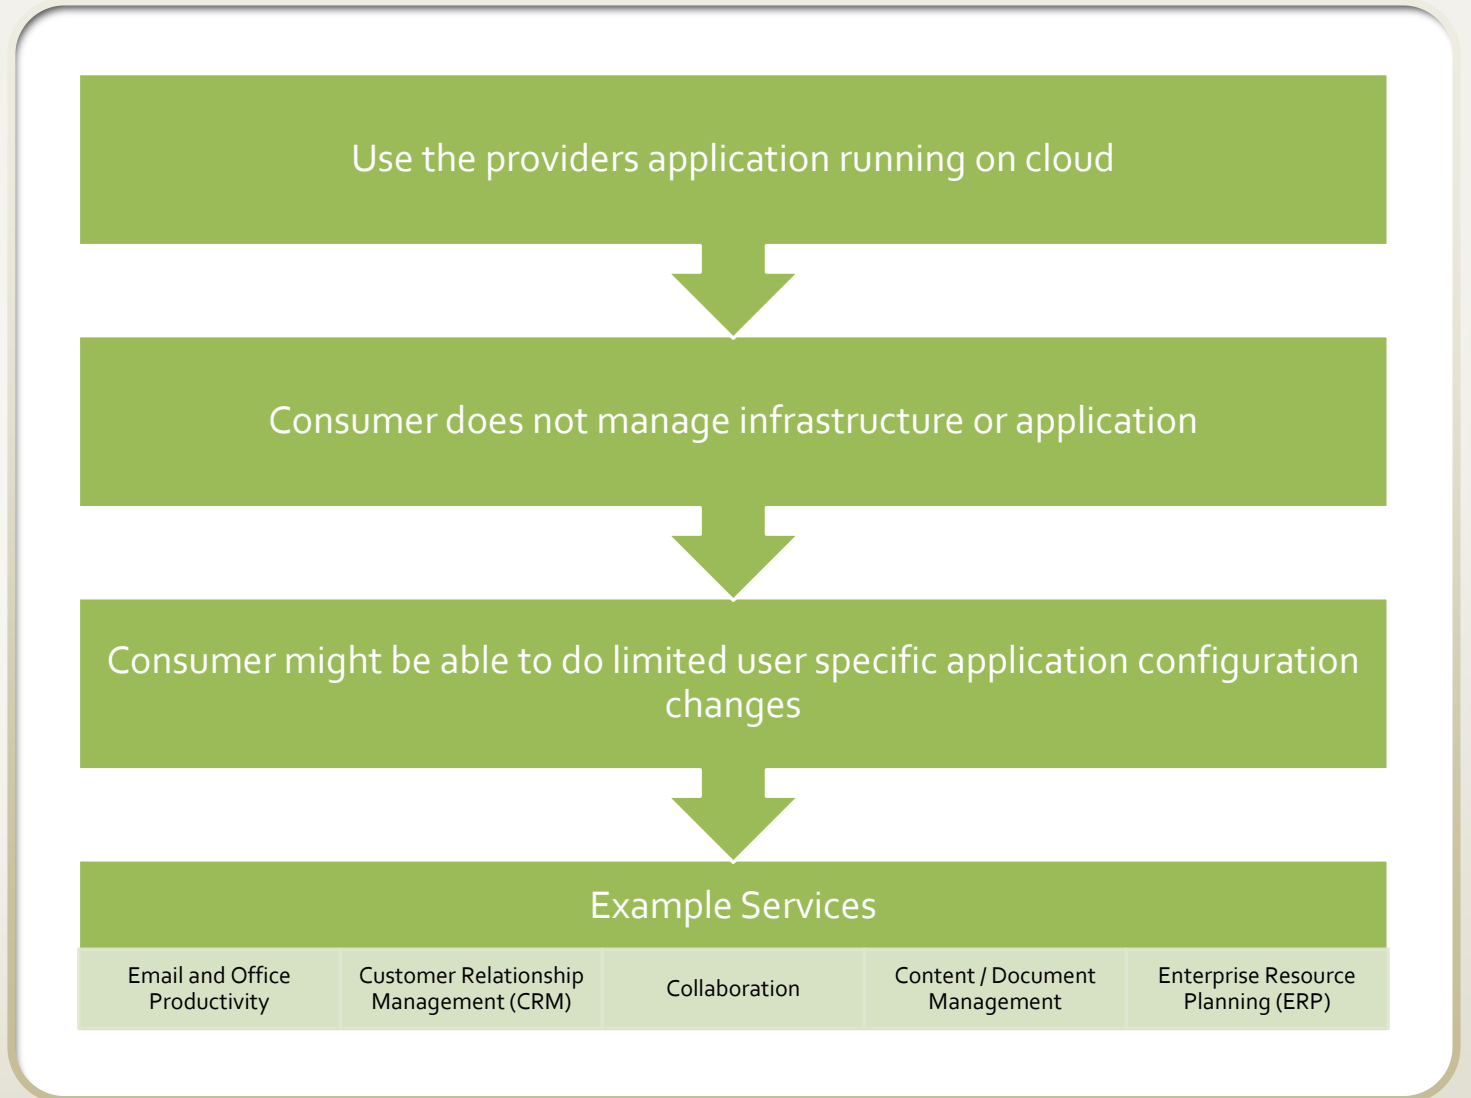 Use the providers application running on cloud
Consumer does not manage infrastructure or application
Consumer might be able to do limited user specific application configuration
changes
Example Services
Email and Office
Productivity
Customer Relationship
Management (CRM)
Collaboration
Content / Document
Management
Enterprise Resource
Planning (ERP)